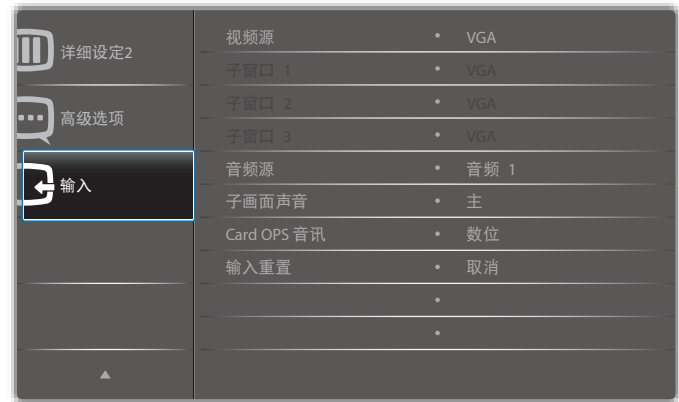 详细设定2
高级选项
输入
视频源 • VGA
子窗口 1 • VGA
子窗口 2 • VGA
子窗口 3 • VGA
音频源 • 音频 1
子画面声音 • 主
Card OPS 音讯 • 数位
输入重置 • 取消
•
•